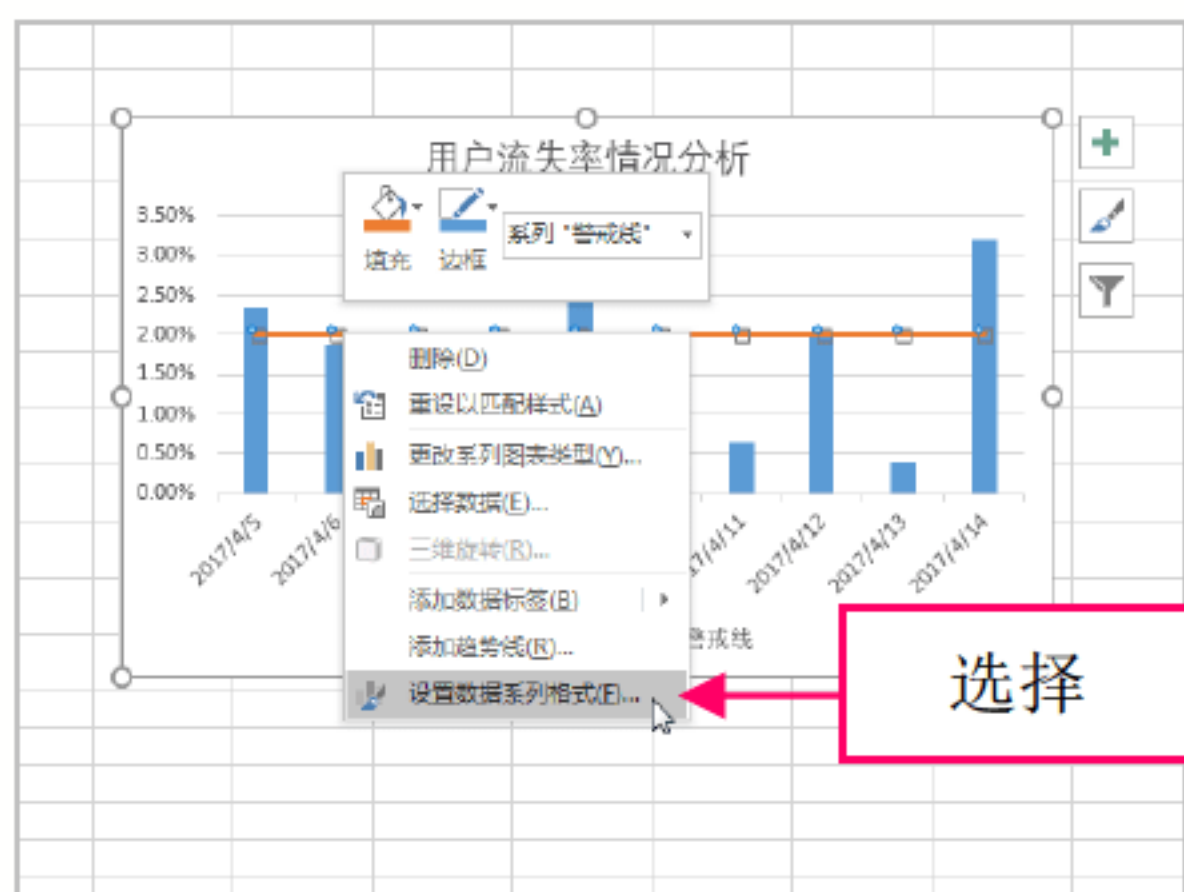 用户流失率情况分析
填充 边框 系列 "警戒线"
3.50%
3.00%
2.50%
2.00%
1.50%
1.00%
0.50%
0.00%
删除(D)
重设以匹配样式(A)
更改系列图表类型(Y)...
选择数据(E)...
三维旋转(R)...
添加数据标签(B)
添加趋势线(R)...
设置数据系列格式(F)...
2017/4/5 2017/4/6 17/4/11 2017/4/12 2017/4/13 2017/4/14
警戒线
选择